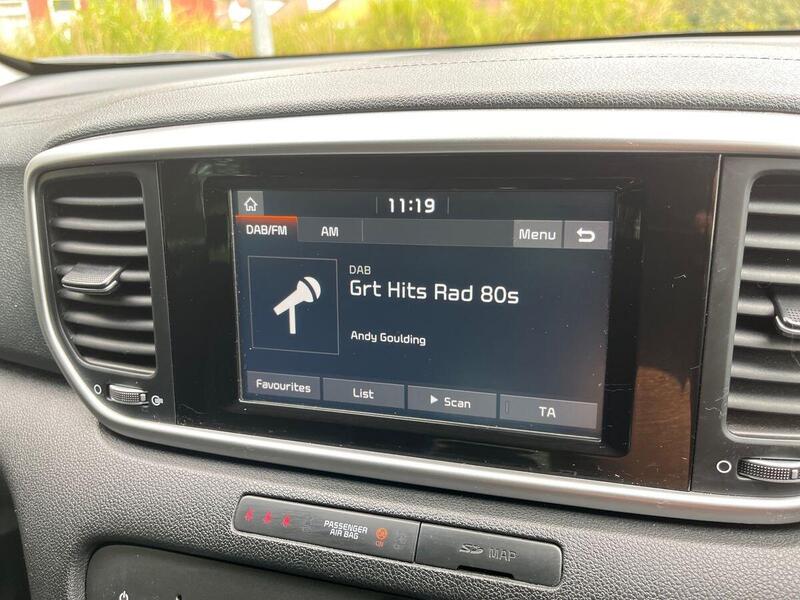 11:19
DAB/FM
AM
Menu
DAB
Grt Hits Rad 80s
Andy Goulding
Favourites
List
Scan
TA
PASSENGER
AIR BAG
ON
MAP